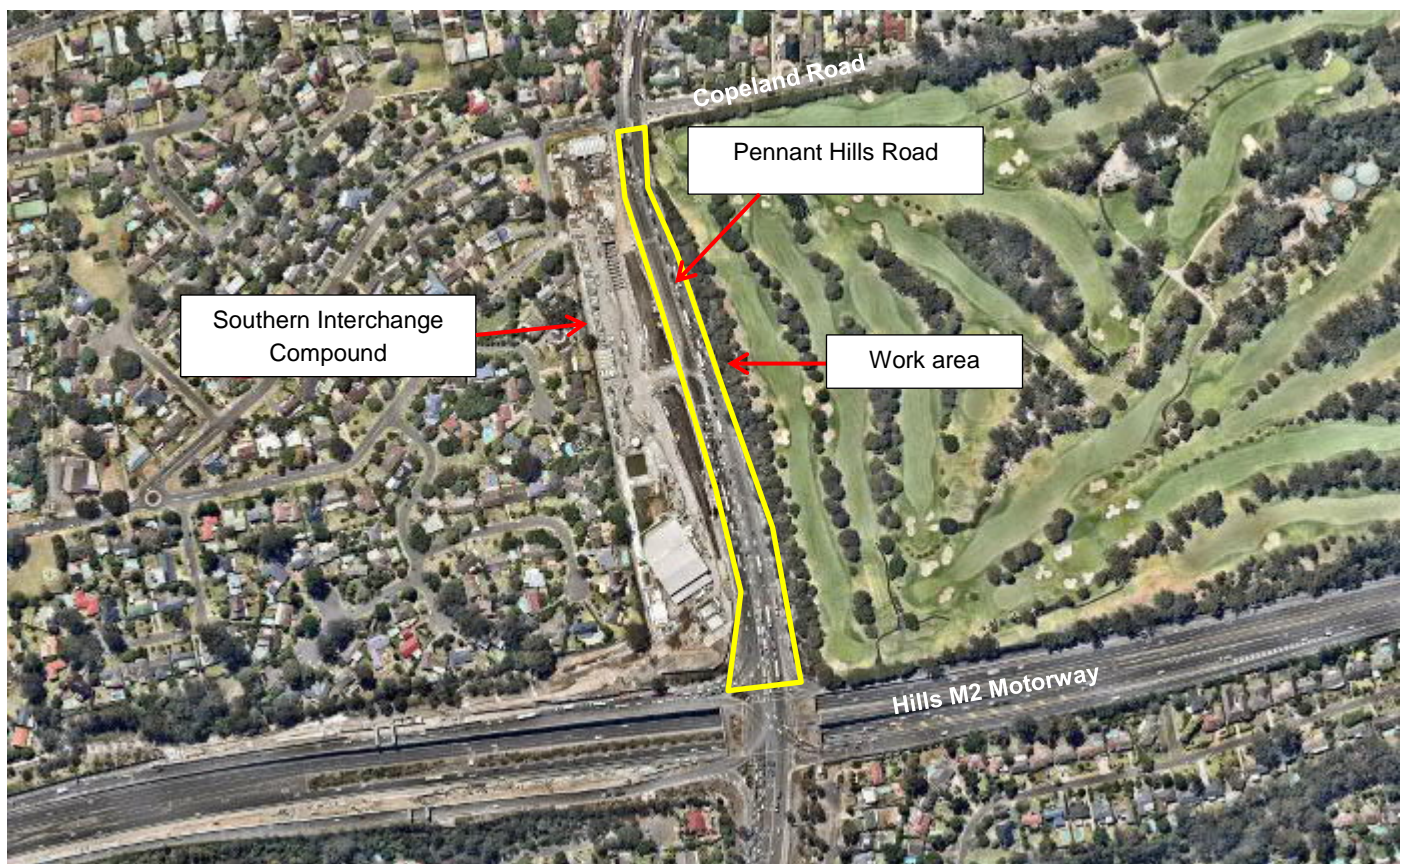 Copeland Road
Pennant Hills Road
Southern Interchange
Compound
Work area
Hills M2 Motorway